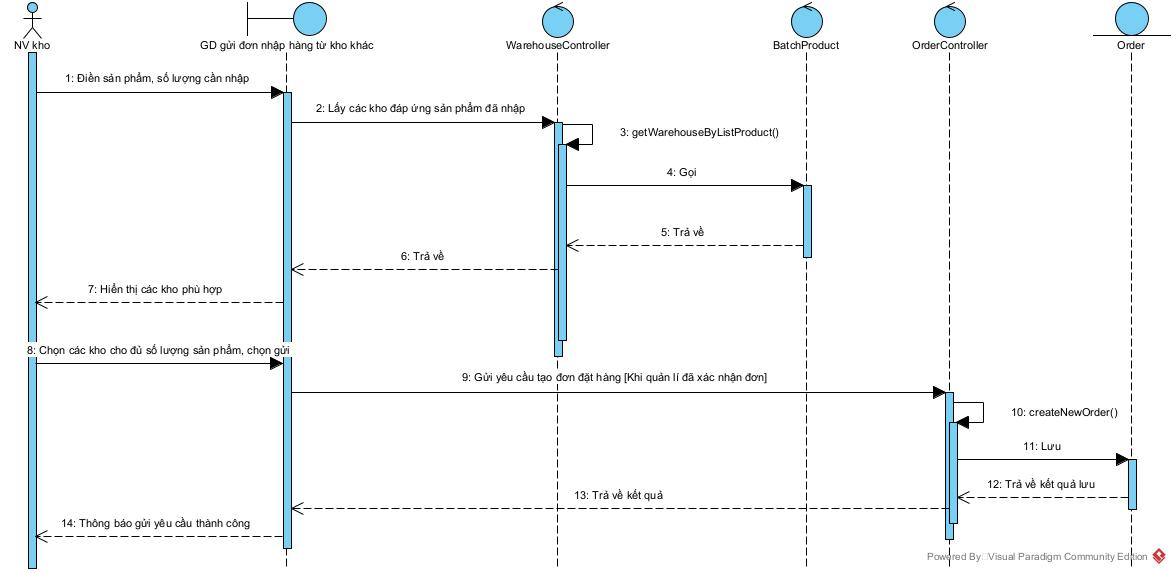 NV kho
GD gửi đơn nhập hàng từ kho khác
WarehouseController
BatchProduct
OrderController
Order
1: Điền sản phẩm, số lượng cần nhập
2: Lấy các kho đáp ứng sản phẩm đã nhập
3: getWarehouseByListProduct()
4: Gọi
5: Trả về
6: Trả về
7: Hiển thị các kho phù hợp
8: Chọn các kho cho đủ số lượng sản phẩm, chọn gửi
9: Gửi yêu cầu tạo đơn đặt hàng [Khi quản lí đã xác nhận đơn]
10: createNewOrder()
11: Lưu
12: Trả về kết quả lưu
13: Trả về kết quả
14: Thông báo gửi yêu cầu thành công
Powered By Visual Paradigm Community Edition